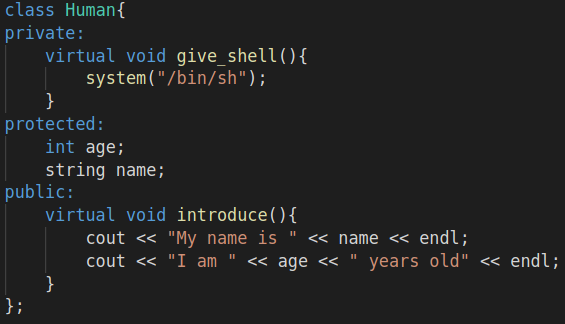 class Human{
private:
    virtual void give_shell(){
        system("/bin/sh");
    }
protected:
    int age;
    string name;
public:
    virtual void introduce(){
        cout << "My name is " << name << endl;
        cout << "I am " << age << " years old" << endl;
    }
};